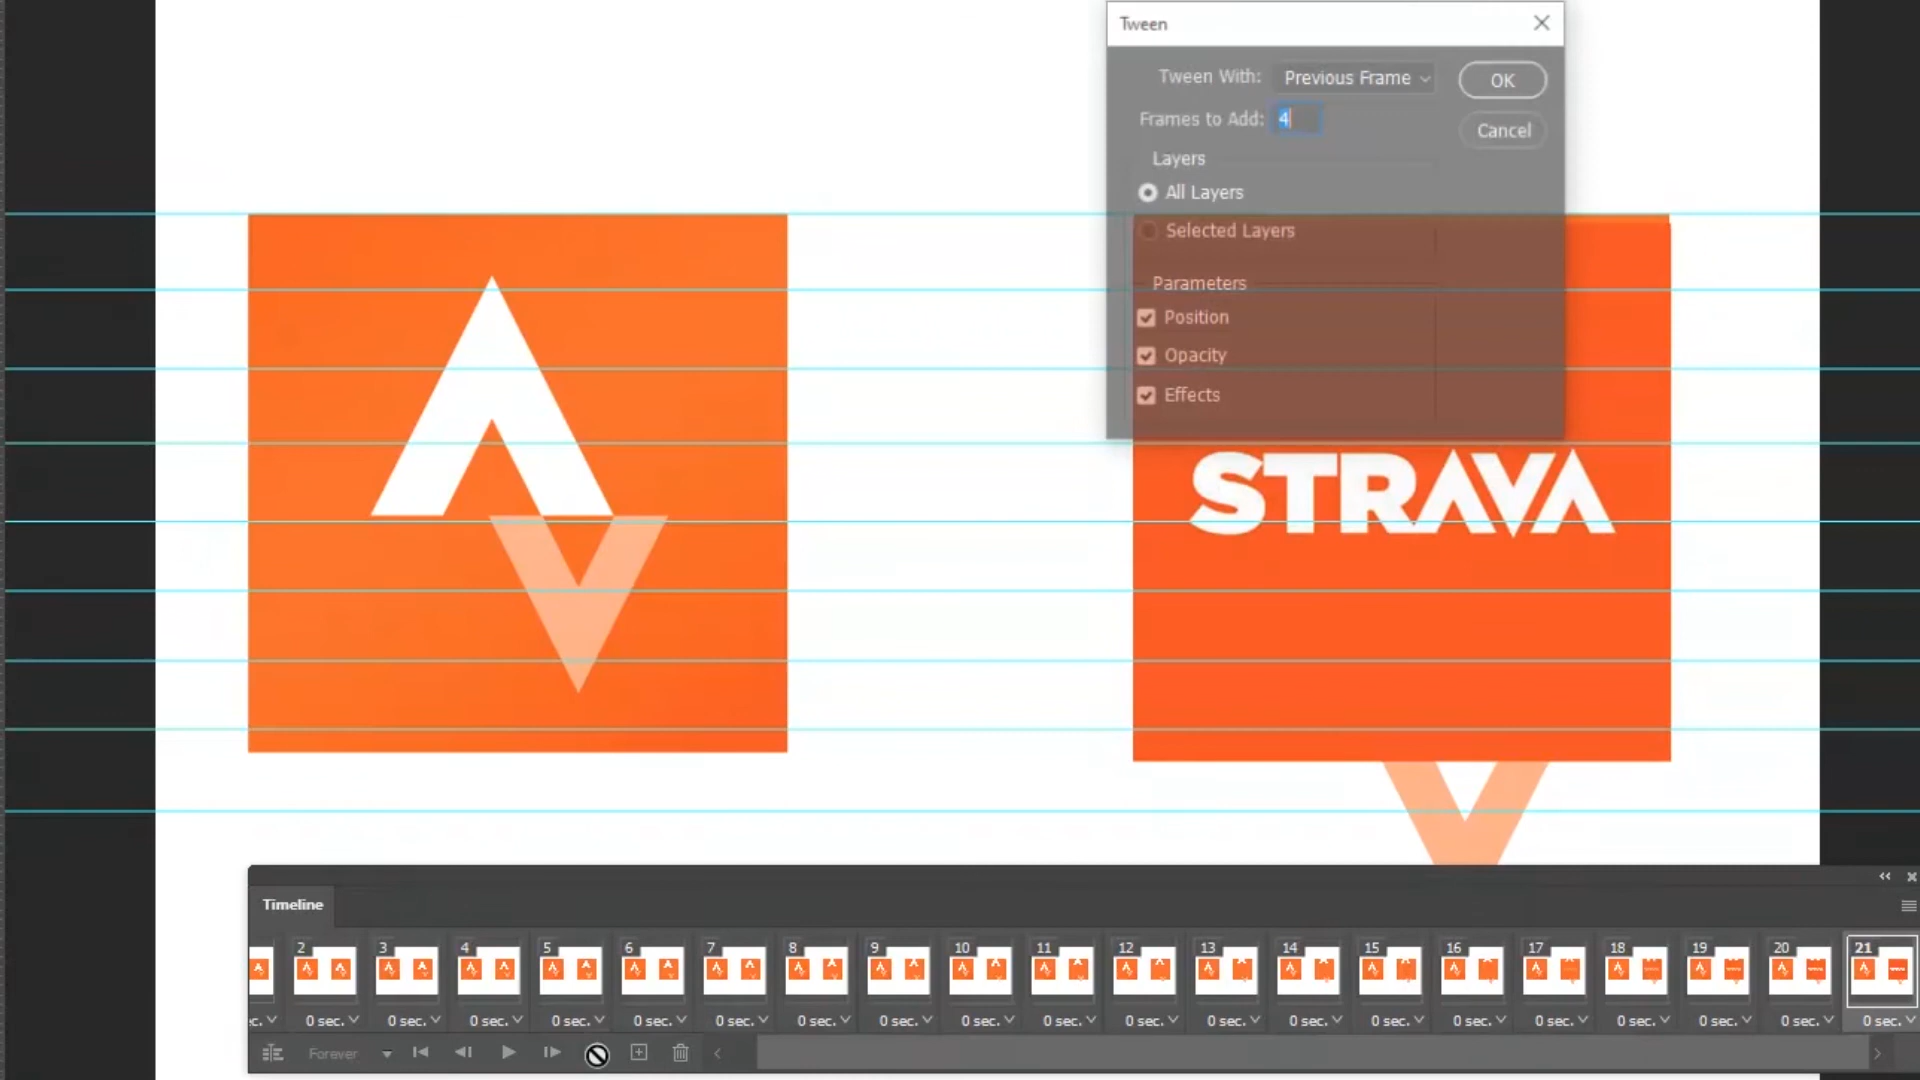 Tween
Tween With: Previous Frame
OK
Frames to Add: 4
Cancel
Layers
All Layers
Selected Layers
Parameters
Position
Opacity
Effects
STRAVA
Timeline
2 3 4 5 6 7 8 9 10 11 12 13 14 15 16 17 18 19 20 21
c. 0 sec. 0 sec. 0 sec. 0 sec. 0 sec. 0 sec. 0 sec. 0 sec. 0 sec. 0 sec. 0 sec. 0 sec. 0 sec. 0 sec. 0 sec. 0 sec. 0 sec. 0 sec. 0 sec. 0 sec.
Forever